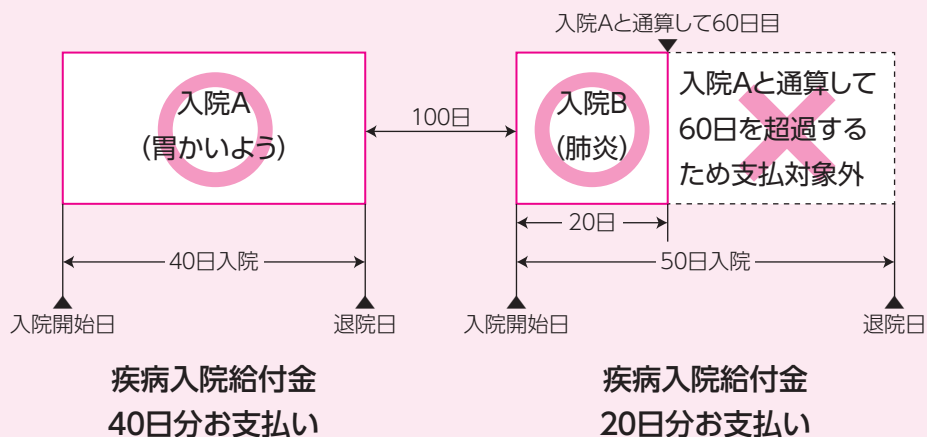 入院Aと通算して60日目
入院A
(胃かいよう)
100日
入院B
(肺炎)
入院Aと通算して
60日を超過する
ため支払対象外
20日
40日入院
50日入院
入院開始日
退院日
入院開始日
退院日
疾病入院給付金
40日分お支払い
疾病入院給付金
20日分お支払い